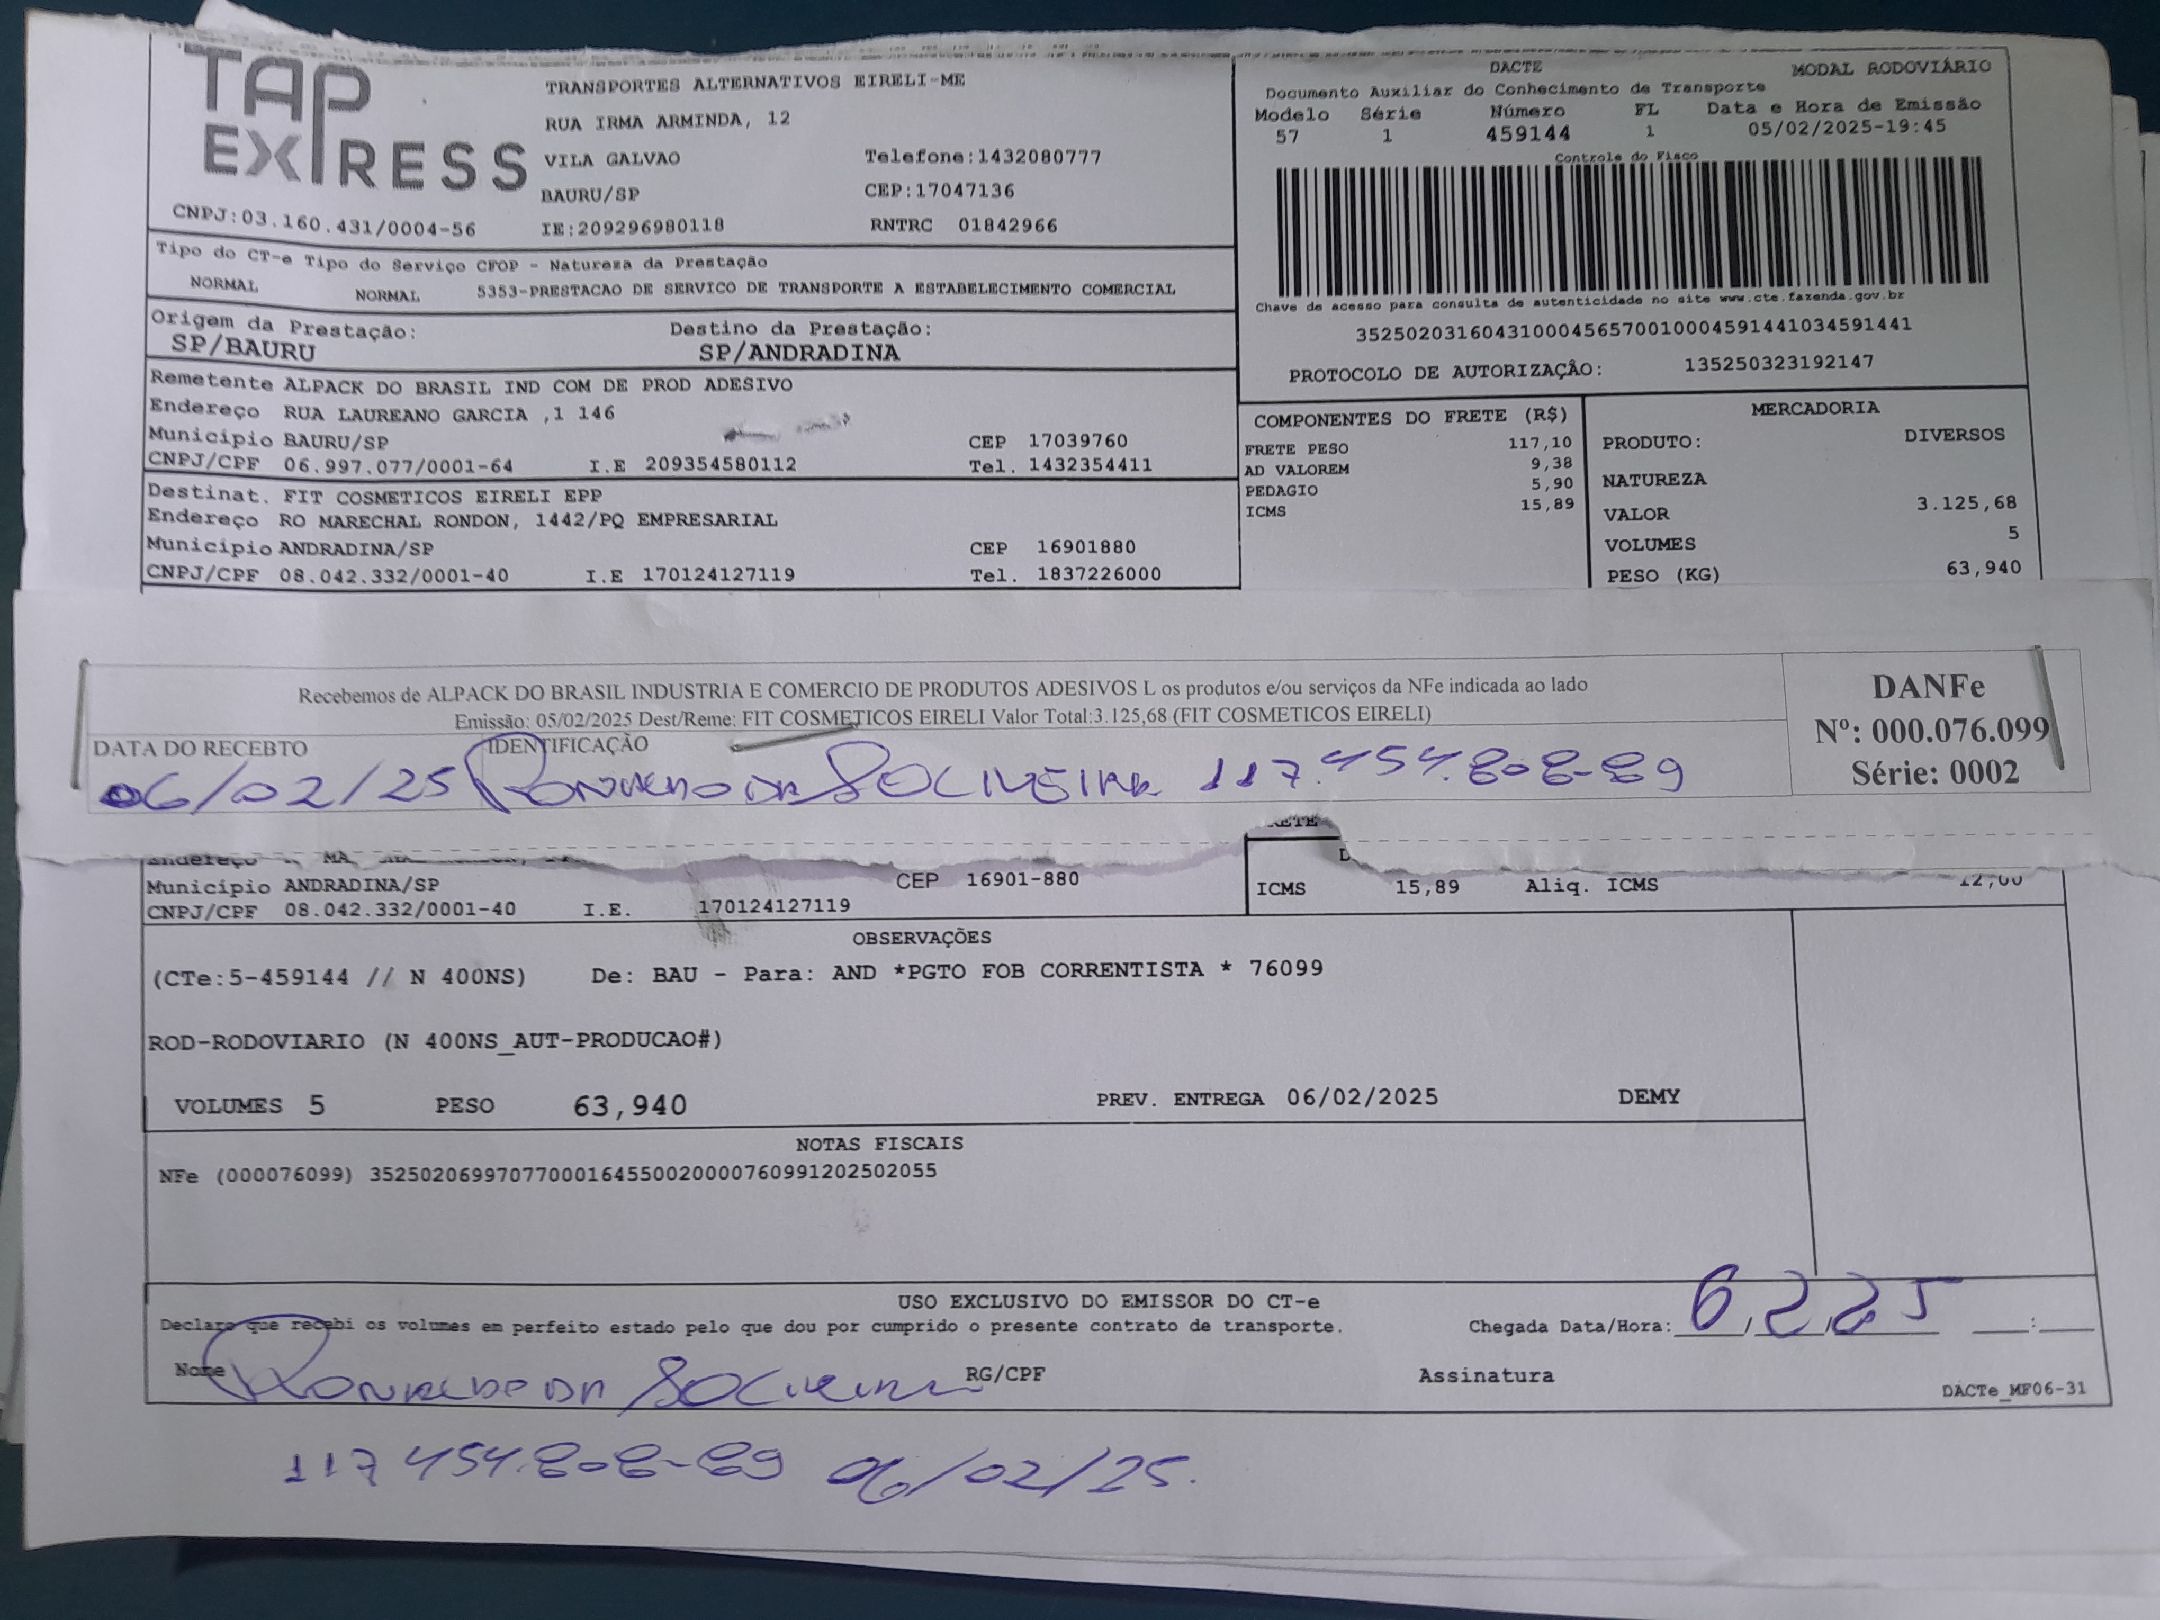 TAP EXPRESS
TRANSPORTES ALTERNATIVOS EIRELI-ME
RUA IRMA ARMINDA, 12
VILA GALVAO Telefone:1432080777
BAURU/SP CEP:17047136
CNPJ:03.160.431/0004-56 IE:209296980118 RNTRC 01842966
DACTE MODAL RODOVIÁRIO
Documento Auxiliar do Conhecimento de Transporte
Modelo Série Número FL Data e Hora de Emissão
57 1 459144 1 05/02/2025-19:45
Controle do Fisco
Chave de acesso para consulta de autenticidade no site www.cte.fazenda.gov.br
35250203160431000456570010004591441034591441
PROTOCOLO DE AUTORIZAÇÃO: 135250323192147
Tipo do CT-e Tipo do Serviço CFOP - Natureza da Prestação
NORMAL NORMAL 5353-PRESTACAO DE SERVICO DE TRANSPORTE A ESTABELECIMENTO COMERCIAL
Origem da Prestação: Destino da Prestação:
SP/BAURU SP/ANDRADINA
Remetente ALPACK DO BRASIL IND COM DE PROD ADESIVO
Endereço RUA LAUREANO GARCIA ,1 146
Município BAURU/SP CEP 17039760
CNPJ/CPF 06.997.077/0001-64 I.E 209354580112 Tel. 1432354411
Destinat. FIT COSMETICOS EIRELI EPP
Endereço RO MARECHAL RONDON, 1442/PQ EMPRESARIAL
Município ANDRADINA/SP CEP 16901880
CNPJ/CPF 08.042.332/0001-40 I.E 170124127119 Tel. 1837226000
COMPONENTES DO FRETE (R$)
FRETE PESO 117,10
AD VALOREM 9,38
PEDAGIO 5,90
ICMS 15,89
MERCADORIA
PRODUTO: DIVERSOS
NATUREZA
VALOR 3.125,68
VOLUMES 5
PESO (KG) 63,940
Recebemos de ALPACK DO BRASIL INDUSTRIA E COMERCIO DE PRODUTOS ADESIVOS L os produtos e/ou serviços da NFe indicada ao lado
Emissão: 05/02/2025 Dest/Reme: FIT COSMETICOS EIRELI Valor Total:3.125,68 (FIT COSMETICOS EIRELI)
DATA DO RECEBTO IDENTIFICAÇÃO
06/02/25 RONALDO DA S OLIVEIRA 117.454.808-89
DANFe
Nº: 000.076.099
Série: 0002
Endereço
Município ANDRADINA/SP CEP 16901-880
CNPJ/CPF 08.042.332/0001-40 I.E. 170124127119
ICMS 15,89 Aliq. ICMS 12,00
OBSERVAÇÕES
(CTe:5-459144 // N 400NS) De: BAU - Para: AND *PGTO FOB CORRENTISTA * 76099
ROD-RODOVIARIO (N 400NS_AUT-PRODUCAO#)
VOLUMES 5 PESO 63,940 PREV. ENTREGA 06/02/2025 DEMY
NOTAS FISCAIS
NFe (000076099) 35250206997077000164550020000760991202502055
USO EXCLUSIVO DO EMISSOR DO CT-e
Declaro que recebi os volumes em perfeito estado pelo que dou por cumprido o presente contrato de transporte. Chegada Data/Hora: 6/2/25 :
Nome RONALDO DA S OLIVEIRA RG/CPF Assinatura
DACTe_MF06-31
117 454.808-89 06/02/25.